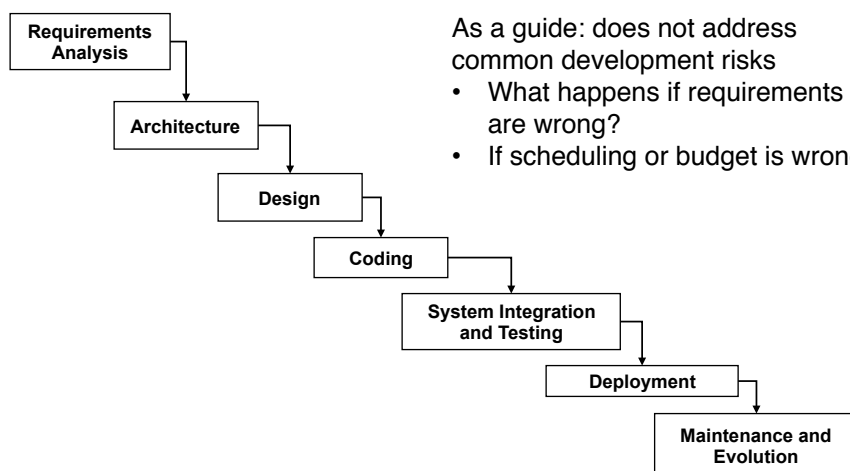 Requirements
Analysis
As a guide: does not address
common development risks
• What happens if requirements
are wrong?
• If scheduling or budget is wron
Architecture
Design
Coding
System Integration
and Testing
Deployment
Maintenance and
Evolution